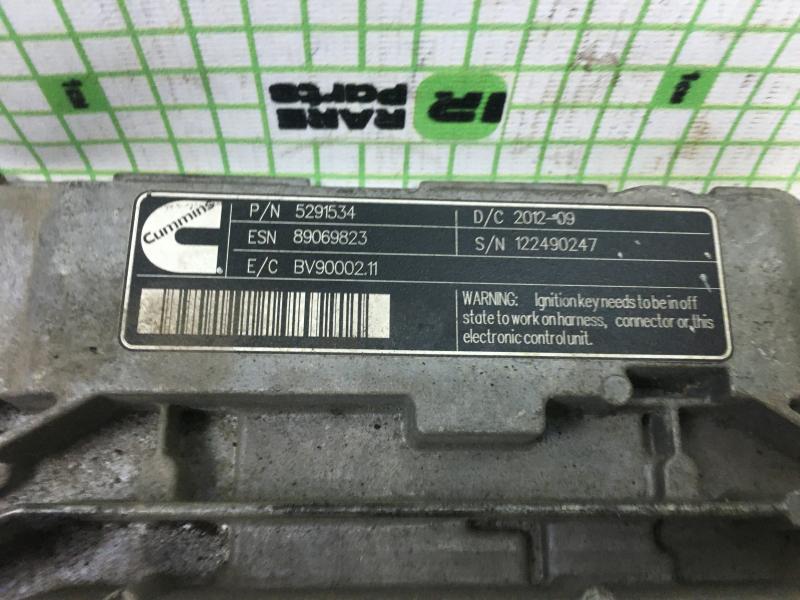 RARE
PARTS
IR
Cummins
P/N 5291534
D/C 2012-09
ESN 89069823
S/N 122490247
E/C BV90002.11
WARNING: Ignition key needs to be in off
state to work on harness, connector or this
electronic control unit.